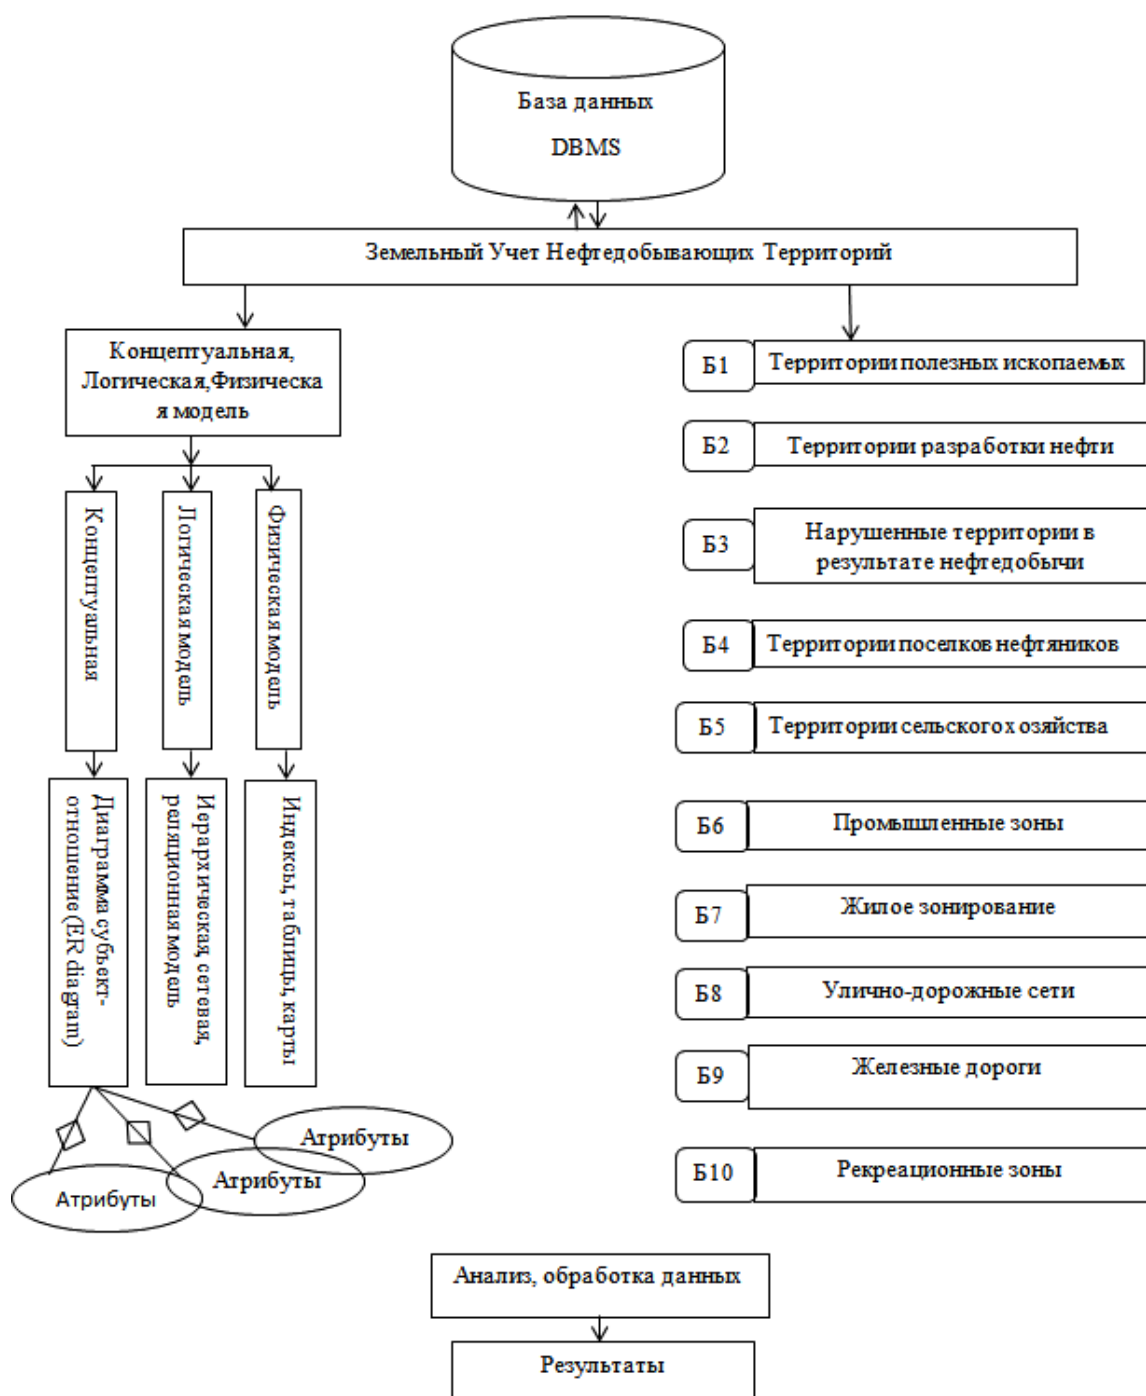 База данных
DBMS
Земельный Учет Нефтедобывающих Территорий
Концептуальная,
Логическая,Физическа
я модель
Концептуальная
Логическая модель
Физическая модель
Диаграмма субъект-
отношение (ER diagram)
Иерархическая, сетевая,
реляционная модель
Индексы, таблицы, карты
Атрибуты
Атрибуты
Атрибуты
Б1
Территории полезных ископаемых
Б2
Территории разработки нефти
Б3
Нарушенные территории в
результате нефтедобычи
Б4
Территории поселков нефтяников
Б5
Территории сельского хозяйства
Б6
Промышленные зоны
Б7
Жилое зонирование
Б8
Улично-дорожные сети
Б9
Железные дороги
Б10
Рекреационные зоны
Анализ, обработка данных
Результаты